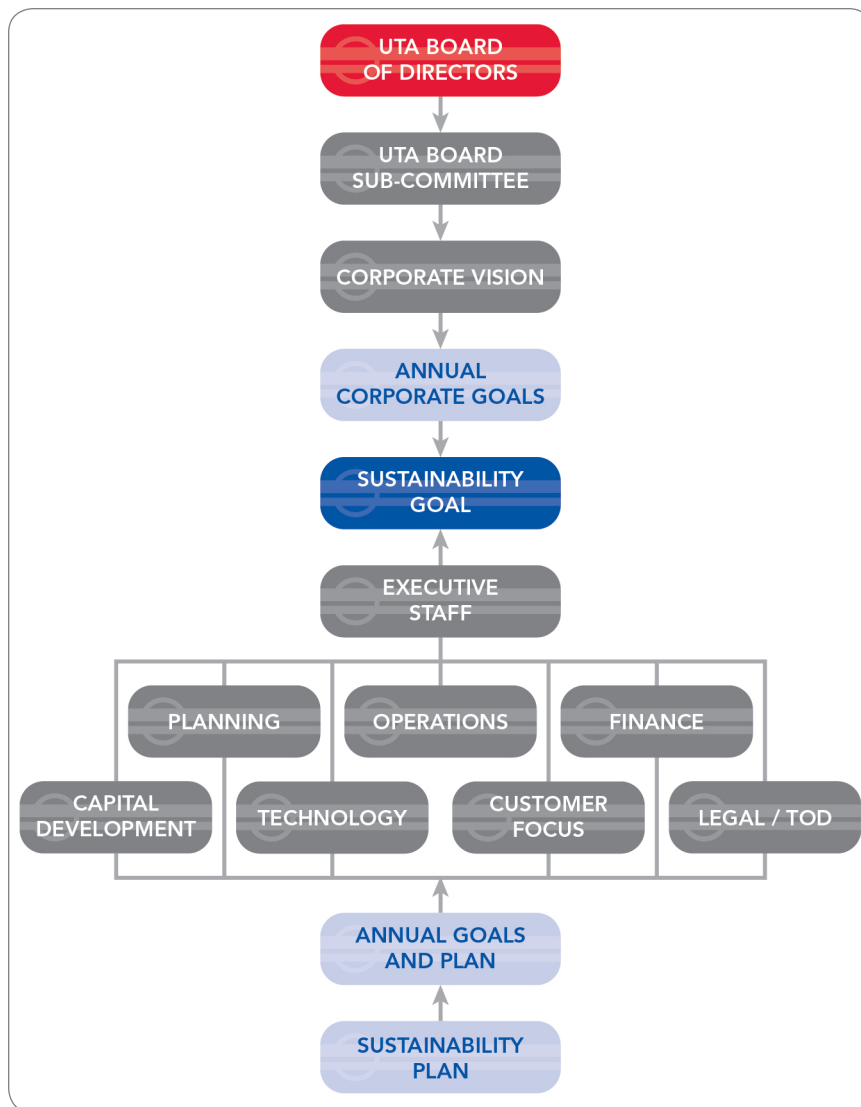 UTA BOARD
OF DIRECTORS
UTA BOARD
SUB-COMMITTEE
CORPORATE VISION
ANNUAL
CORPORATE GOALS
SUSTAINABILITY
GOAL
EXECUTIVE
STAFF
PLANNING
OPERATIONS
FINANCE
CAPITAL
DEVELOPMENT
TECHNOLOGY
CUSTOMER
FOCUS
LEGAL / TOD
ANNUAL GOALS
AND PLAN
SUSTAINABILITY
PLAN